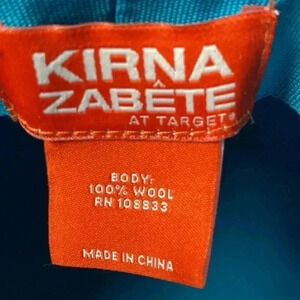 KIRNA
ZABÊTE
AT TARGET®
BODY:
100% WOOL
RN 108833
MADE IN CHINA